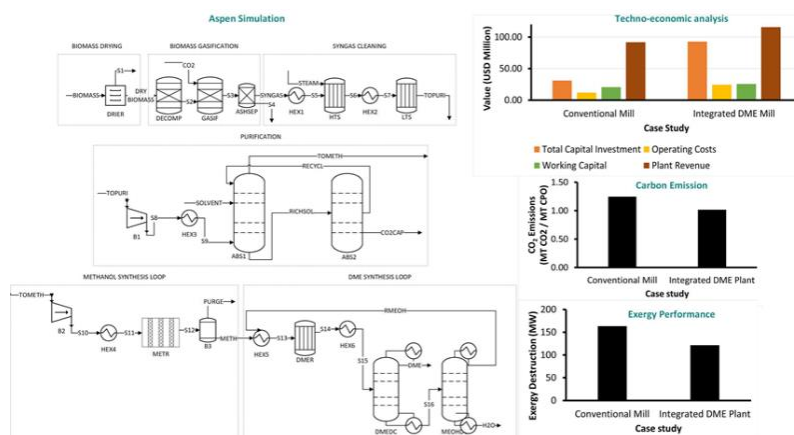 Aspen Simulation
BIOMASS DRYING
BIOMASS GASIFICATION
SYNGAS CLEANING
S1
BIOMASS
DRIER
DRY
BIOMASS
CO2
S2
S3
DECOMP
GASIF
ASHSEP
SYNGAS
S4
STEAM
S5
S6
S7
TOPURI
HEX1
HTS
HEX2
LTS
PURIFICATION
TOMETH
RECYCL
TOPURI
SOLVENT
RICHSOL
S8
B1
HEX3
S9
ABS1
ABS2
CO2CAP
METHANOL SYNTHESIS LOOP
TOMETH
B2
S10
HEX4
S11
METR
S12
B3
PURGE
METH
DME SYNTHESIS LOOP
RMEOH
HEX5
S13
DMER
S14
HEX6
S15
DME
DMEDC
S16
H2O
Techno-economic analysis
Value (USD Million)
100.00
50.00
0.00
Conventional Mill
Integrated DME Mill
Case Study
Total Capital Investment
Operating Costs
Working Capital
Plant Revenue
Carbon Emission
CO₂ Emissions
(MT CO2 / MT CPO)
1.50
1.00
0.50
0.00
Conventional Mill
Integrated DME Plant
Case study
Exergy Performance
Exergy Destruction (MW)
200
150
100
50
0
Conventional Mill
Integrated DME Plant
Case study